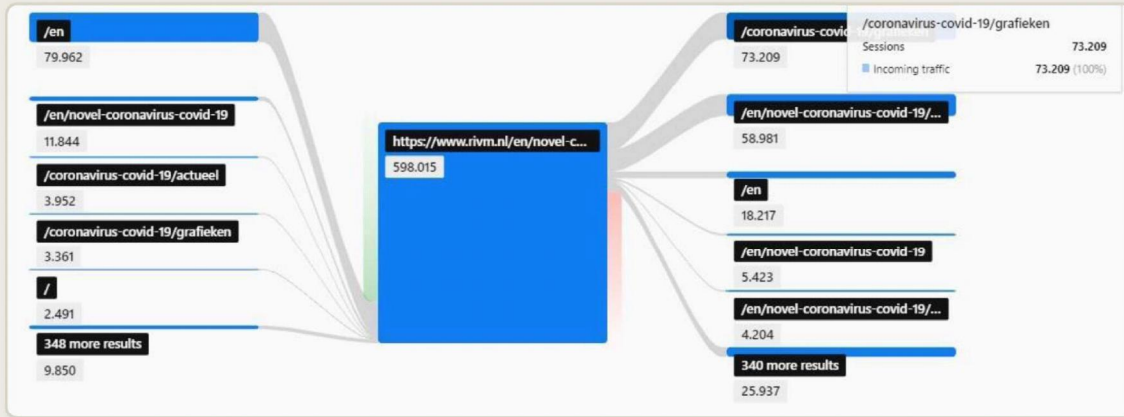 /en
79.962
/en/novel-coronavirus-covid-19
11.844
/coronavirus-covid-19/actueel
3.952
/coronavirus-covid-19/grafieken
3.361
/
2.491
348 more results
9.850
https://www.rivm.nl/en/novel-c...
598.015
/coronavirus-covid-19/grafieken
73.209
/en/novel-coronavirus-covid-19/...
58.981
/en
18.217
/en/novel-coronavirus-covid-19
5.423
/en/novel-coronavirus-covid-19/...
4.204
340 more results
25.937
/coronavirus-covid-19/grafieken
Sessions 73.209
Incoming traffic 73.209 (100%)